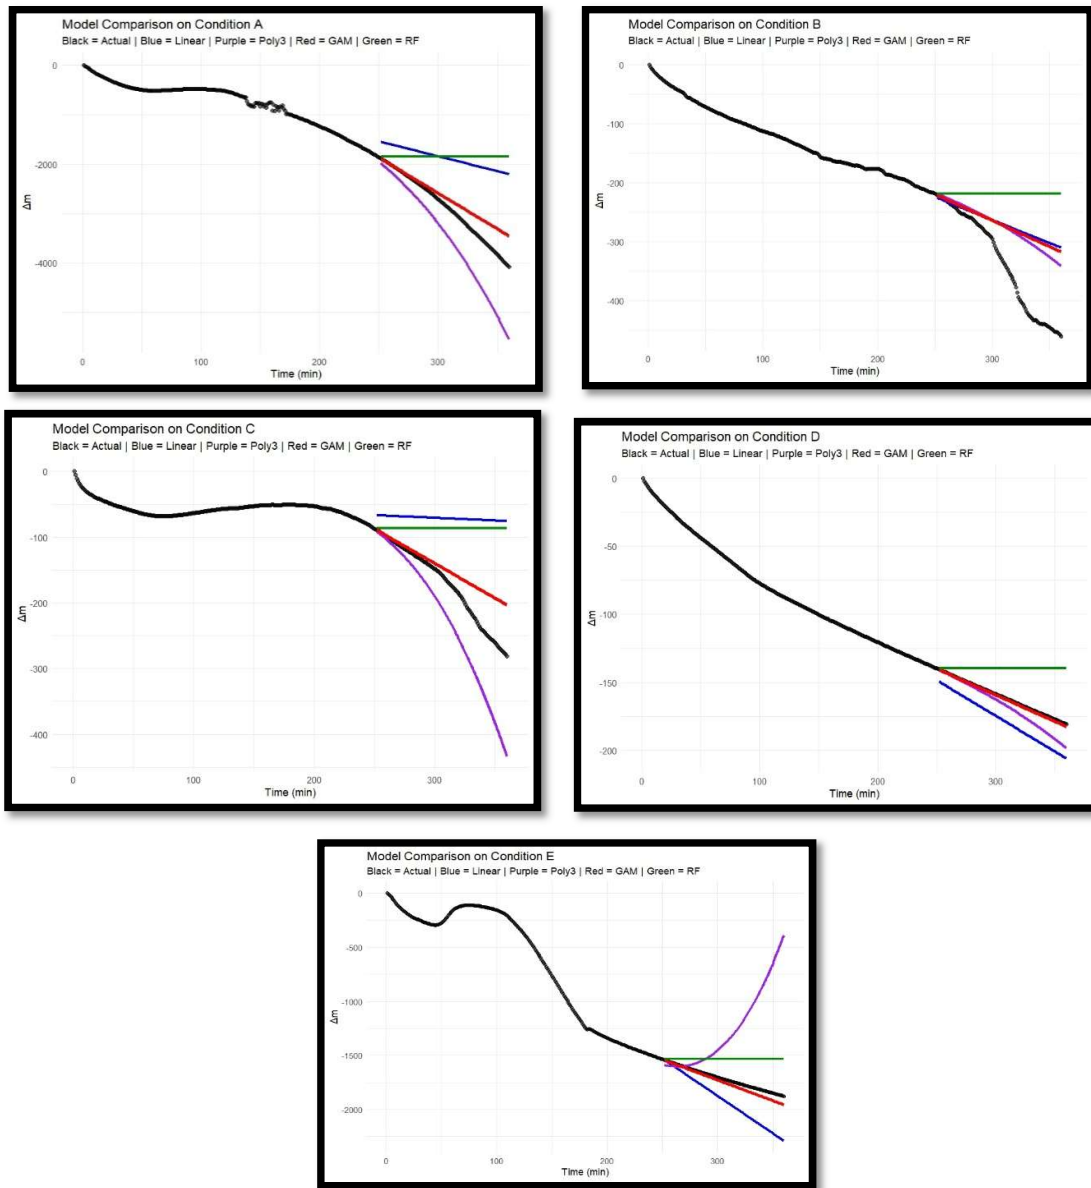 Model Comparison on Condition A
Black = Actual | Blue = Linear | Purple = Poly3 | Red = GAM | Green = RF
0
-2000
-4000
Δm
0 100 200 300
Time (min)
Model Comparison on Condition B
Black = Actual | Blue = Linear | Purple = Poly3 | Red = GAM | Green = RF
0
-100
-200
-300
-400
Δm
0 100 200 300
Time (min)
Model Comparison on Condition C
Black = Actual | Blue = Linear | Purple = Poly3 | Red = GAM | Green = RF
0
-100
-200
-300
-400
Δm
0 100 200 300
Time (min)
Model Comparison on Condition D
Black = Actual | Blue = Linear | Purple = Poly3 | Red = GAM | Green = RF
0
-50
-100
-150
-200
Δm
0 100 200 300
Time (min)
Model Comparison on Condition E
Black = Actual | Blue = Linear | Purple = Poly3 | Red = GAM | Green = RF
0
-500
-1000
-1500
-2000
Δm
0 100 200 300
Time (min)